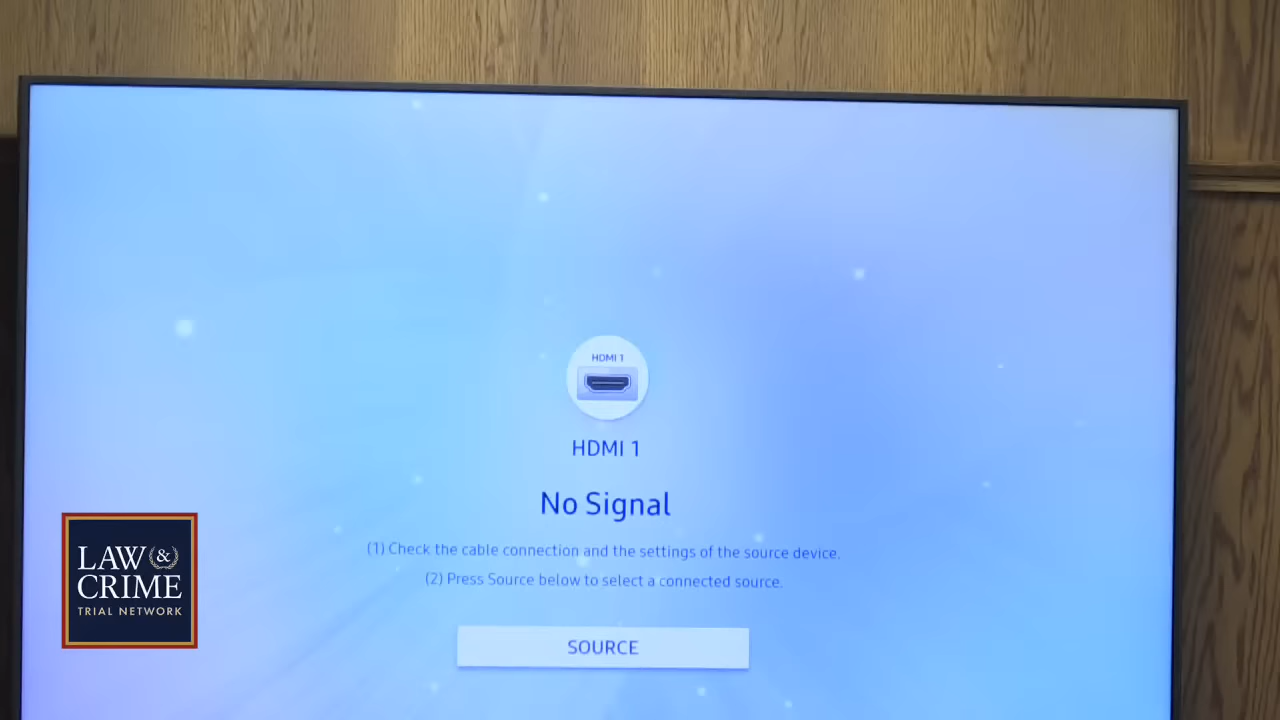 HDMI 1
HDMI 1
No Signal
(1) Check the cable connection and the settings of the source device.
(2) Press Source below to select a connected source.
SOURCE
LAW &
CRIME
TRIAL NETWORK